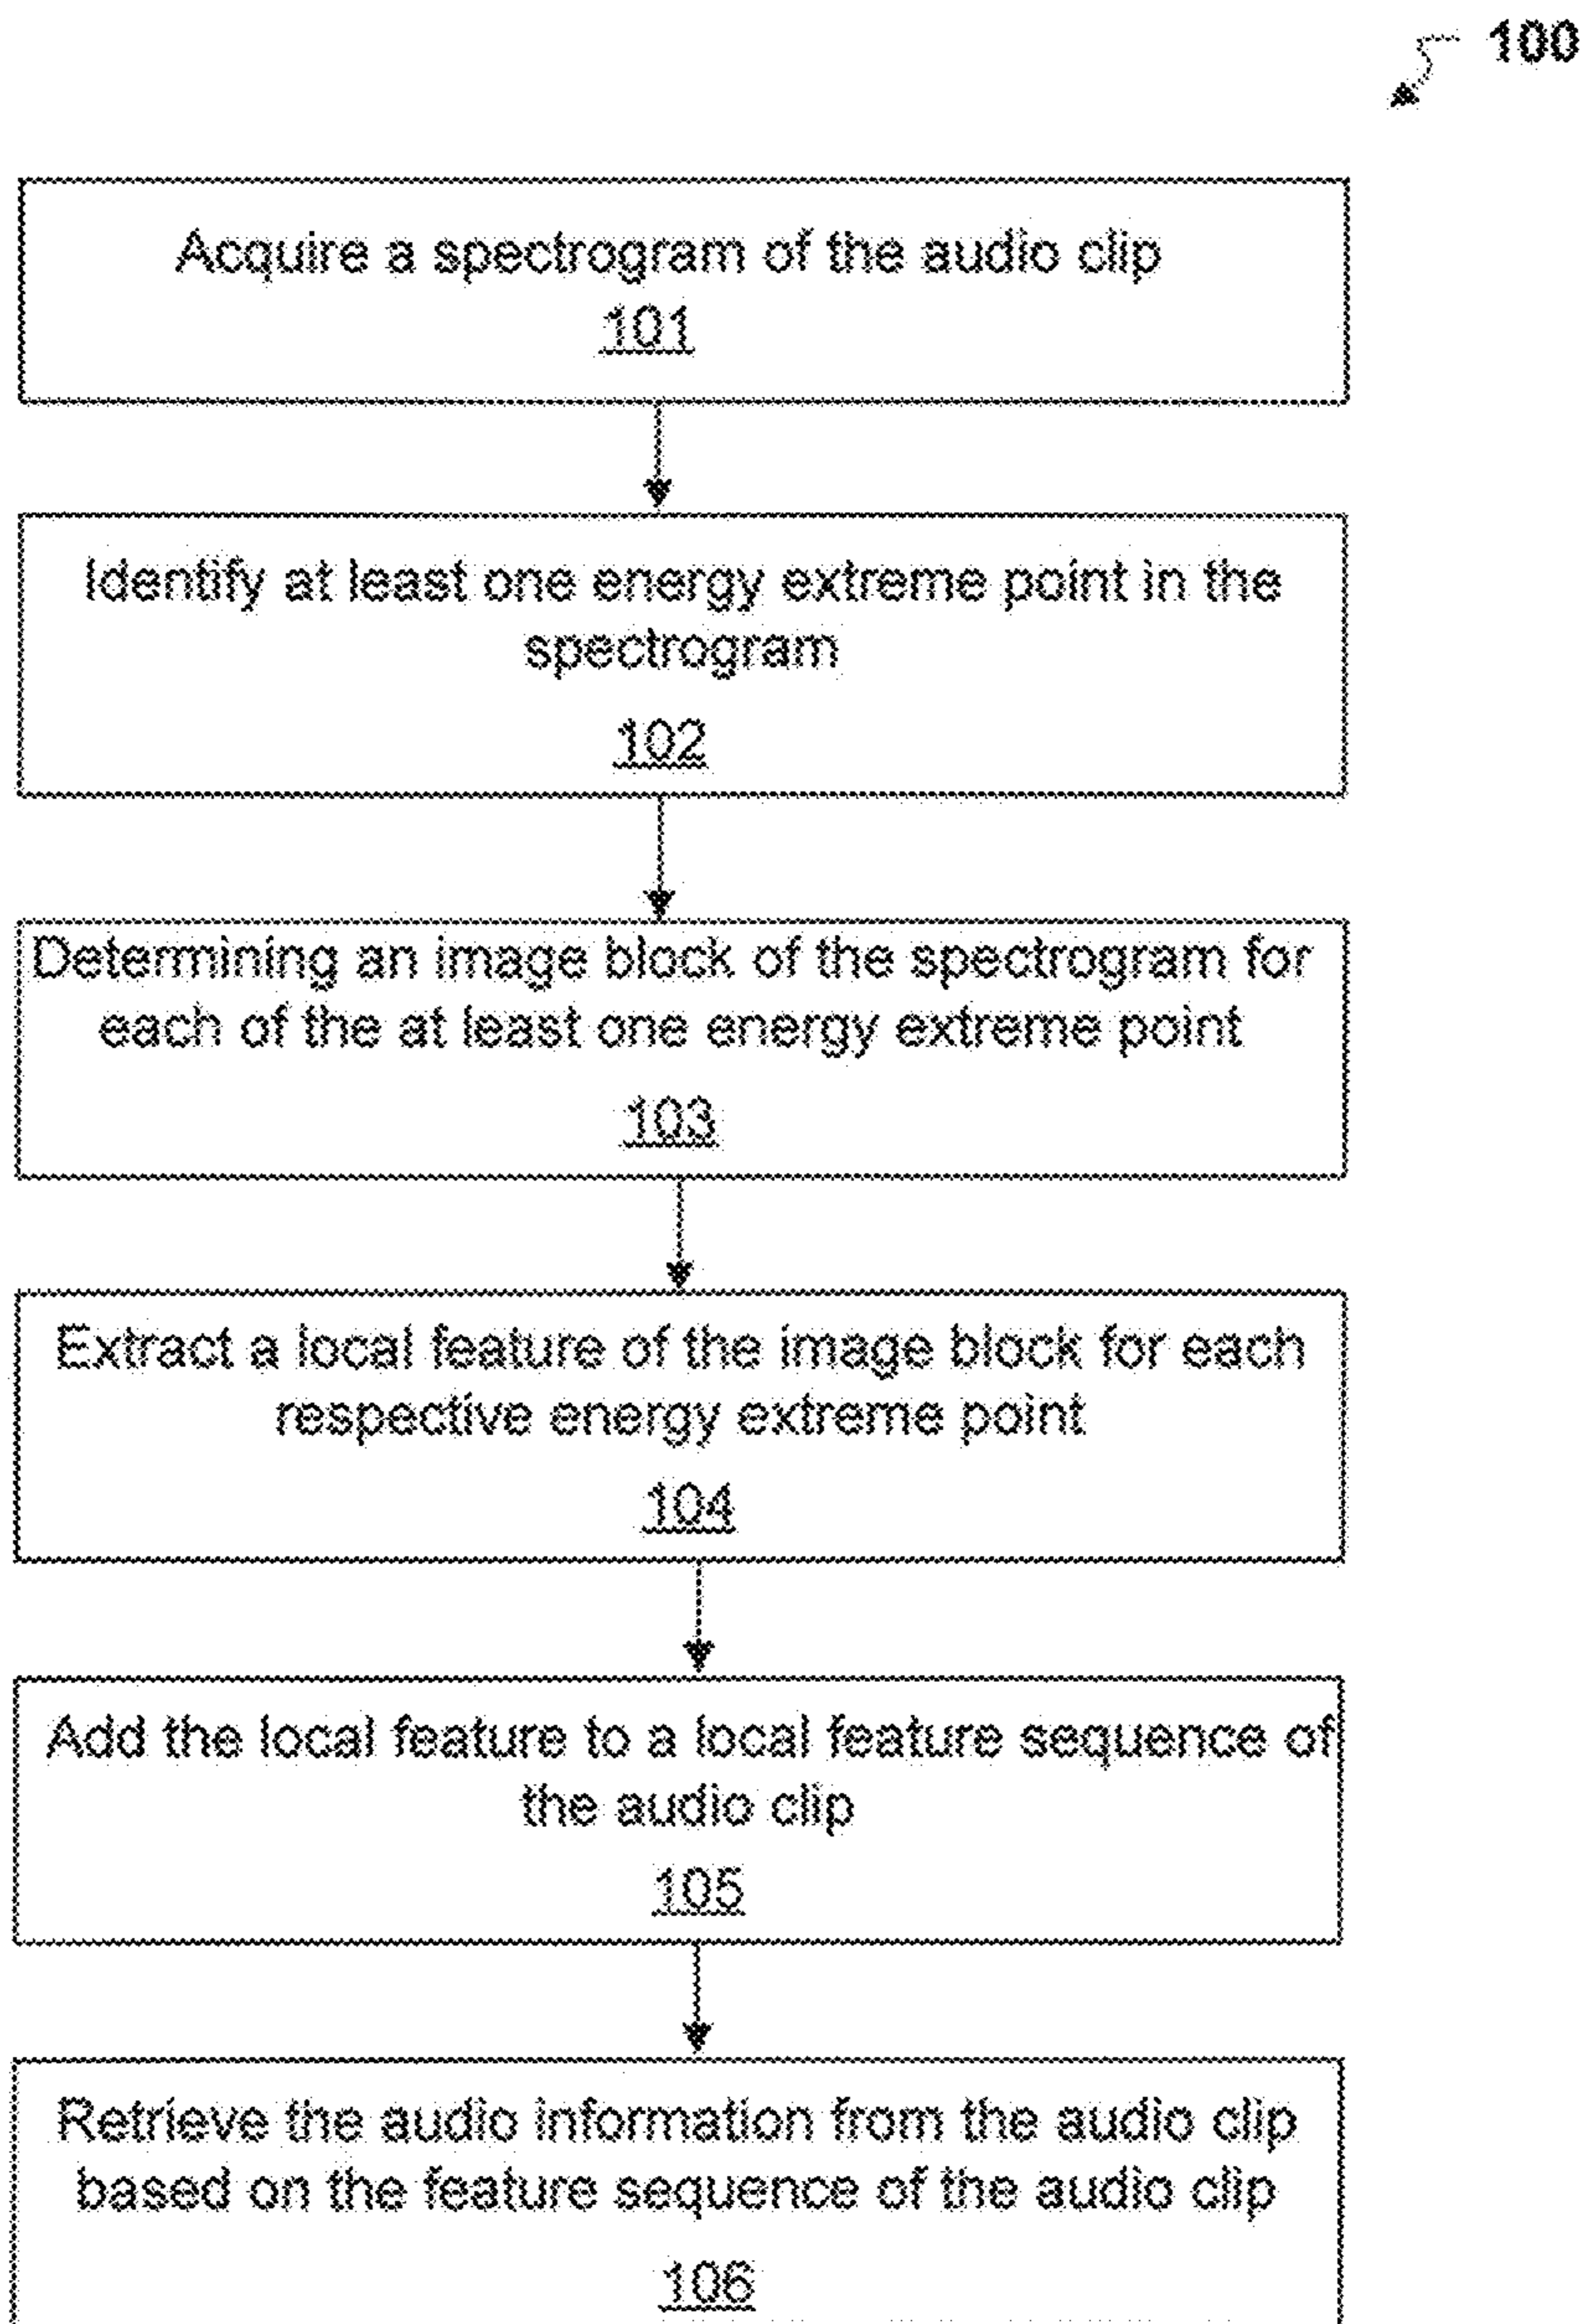 100
Acquire a spectrogram of the audio clip
101
Identify at least one energy extreme point in the
spectrogram
102
Determining an image block of the spectrogram for
each of the at least one energy extreme point
103
Extract a local feature of the image block for each
respective energy extreme point
104
Add the local feature to a local feature sequence of
the audio clip
105
Retrieve the audio information from the audio clip
based on the feature sequence of the audio clip
106